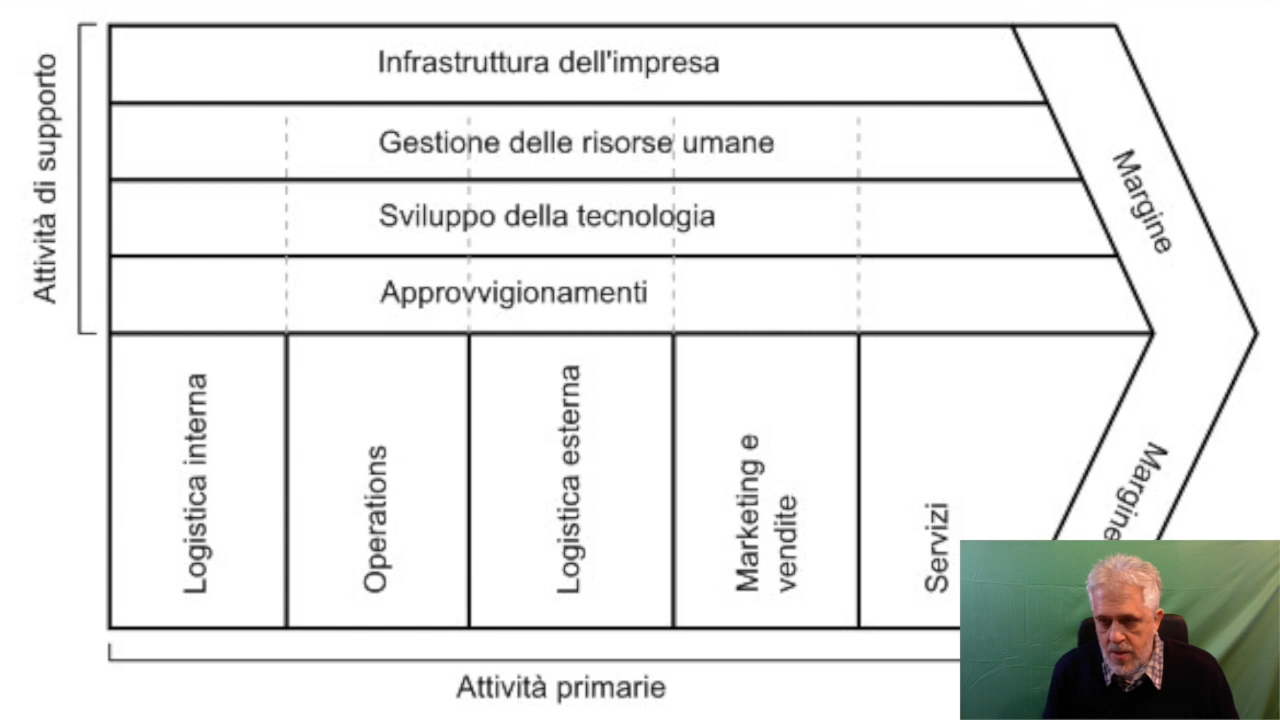 Attività di supporto
Infrastruttura dell'impresa
Gestione delle risorse umane
Sviluppo della tecnologia
Approvvigionamenti
Margine
Logistica interna
Operations
Logistica esterna
Marketing e
vendite
Servizi
Margine
Attività primarie